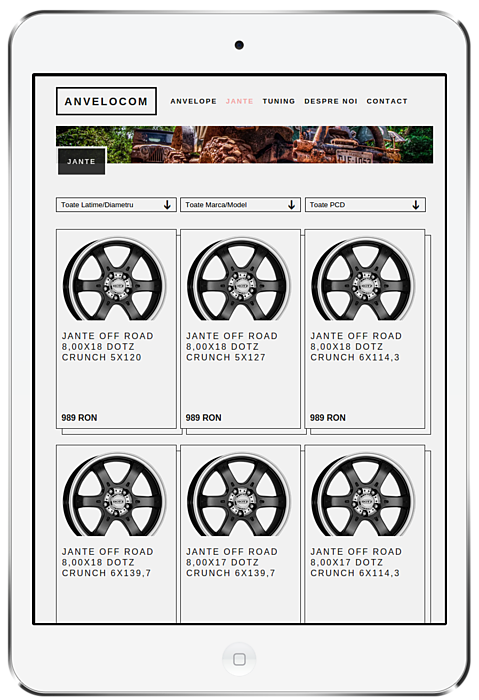 ANVELOCOM
ANVELOPE JANTE TUNING DESPRE NOI CONTACT
JANTE
Toate Latime/Diametru Toate Marca/Model Toate PCD
JANTE OFF ROAD
8,00X18 DOTZ
CRUNCH 5X120
989 RON
JANTE OFF ROAD
8,00X18 DOTZ
CRUNCH 5X127
989 RON
JANTE OFF ROAD
8,00X18 DOTZ
CRUNCH 6X114,3
989 RON
JANTE OFF ROAD
8,00X18 DOTZ
CRUNCH 6X139,7
JANTE OFF ROAD
8,00X17 DOTZ
CRUNCH 6X139,7
JANTE OFF ROAD
8,00X17 DOTZ
CRUNCH 6X114,3